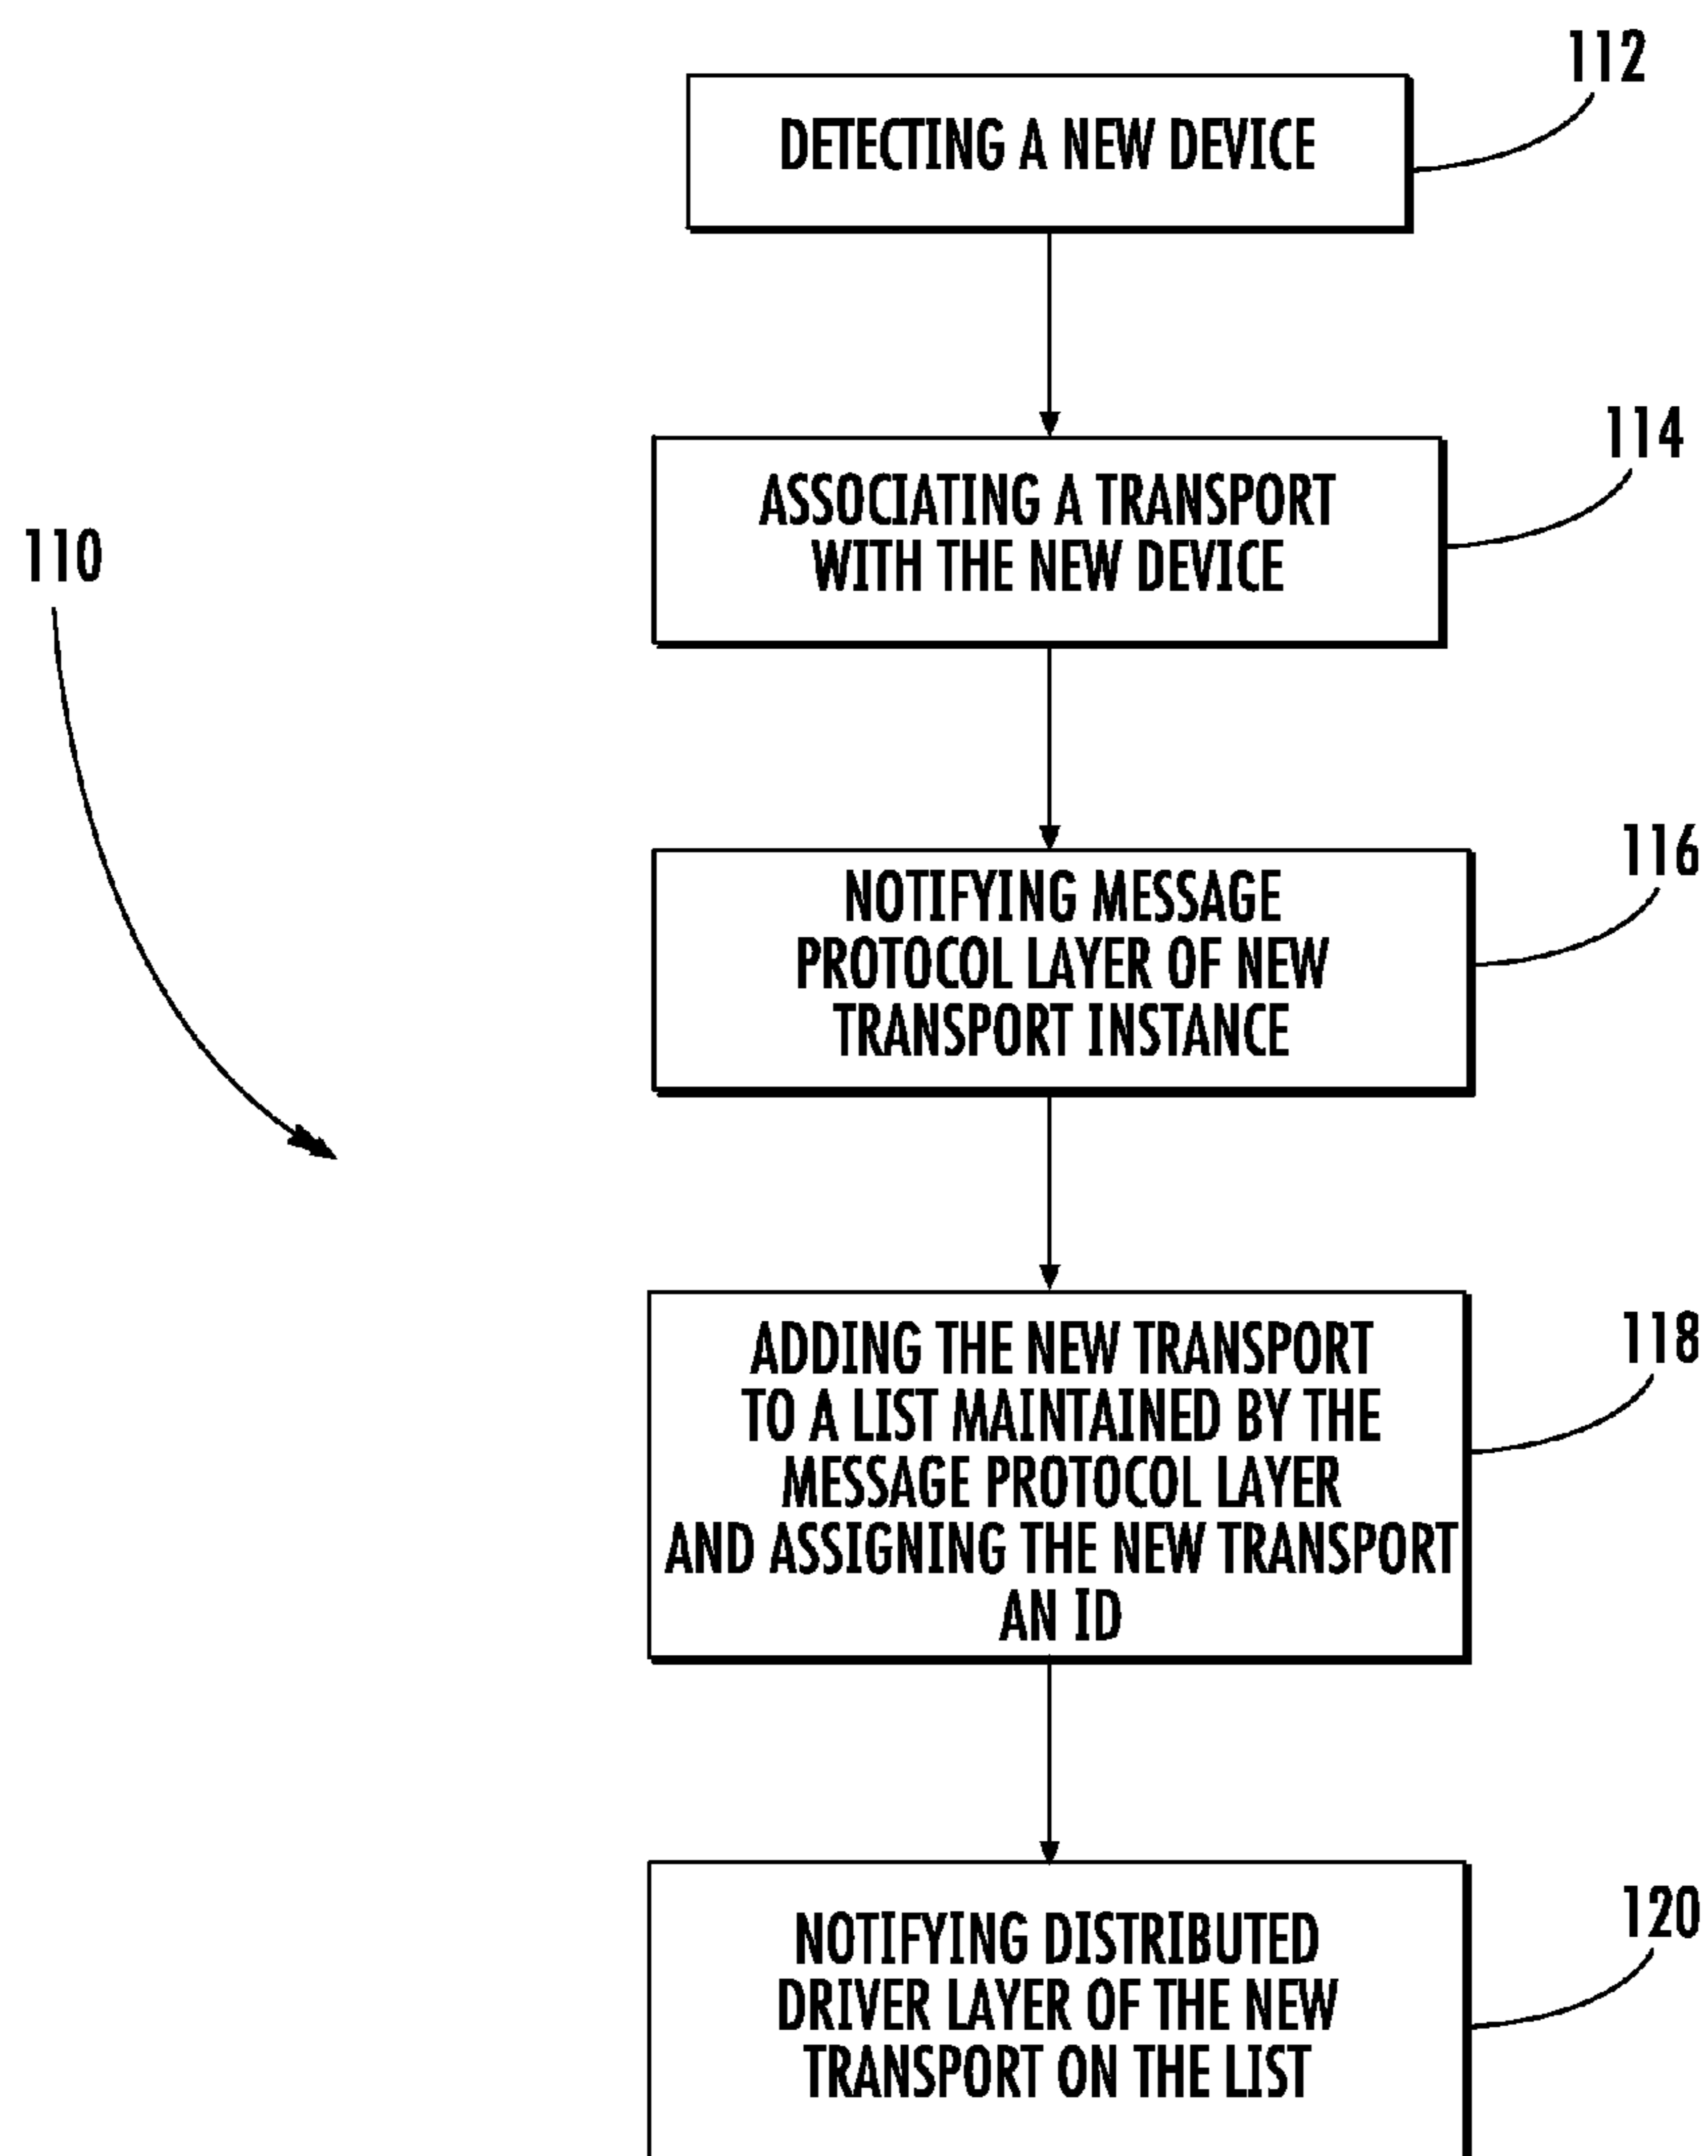 112
DETECTING A NEW DEVICE
114
ASSOCIATING A TRANSPORT
WITH THE NEW DEVICE
110
116
NOTIFYING MESSAGE
PROTOCOL LAYER OF NEW
TRANSPORT INSTANCE
118
ADDING THE NEW TRANSPORT
TO A LIST MAINTAINED BY THE
MESSAGE PROTOCOL LAYER
AND ASSIGNING THE NEW TRANSPORT
AN ID
120
NOTIFYING DISTRIBUTED
DRIVER LAYER OF THE NEW
TRANSPORT ON THE LIST